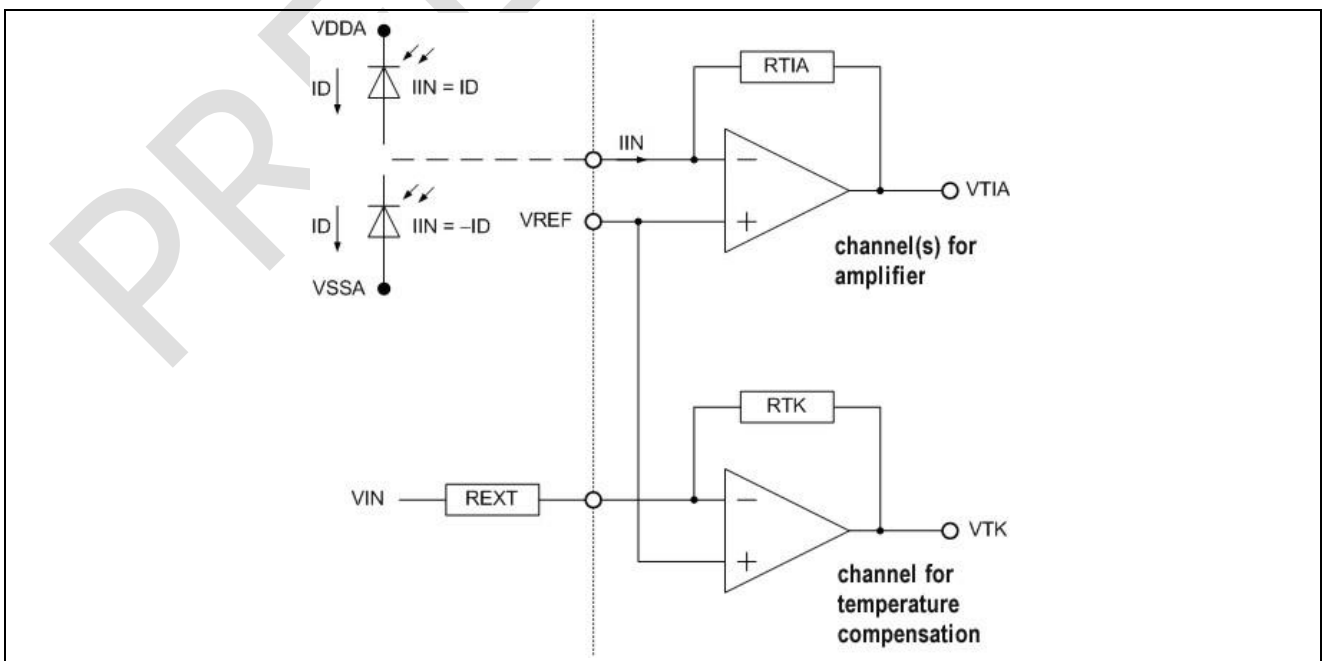 PRE
VDDA
ID
IIN = ID
RTIA
IIN
−
VTIA
ID
IIN = −ID
VREF
+
channel(s) for
amplifier
VSSA
RTK
VIN
REXT
−
VTK
+
channel for
temperature
compensation